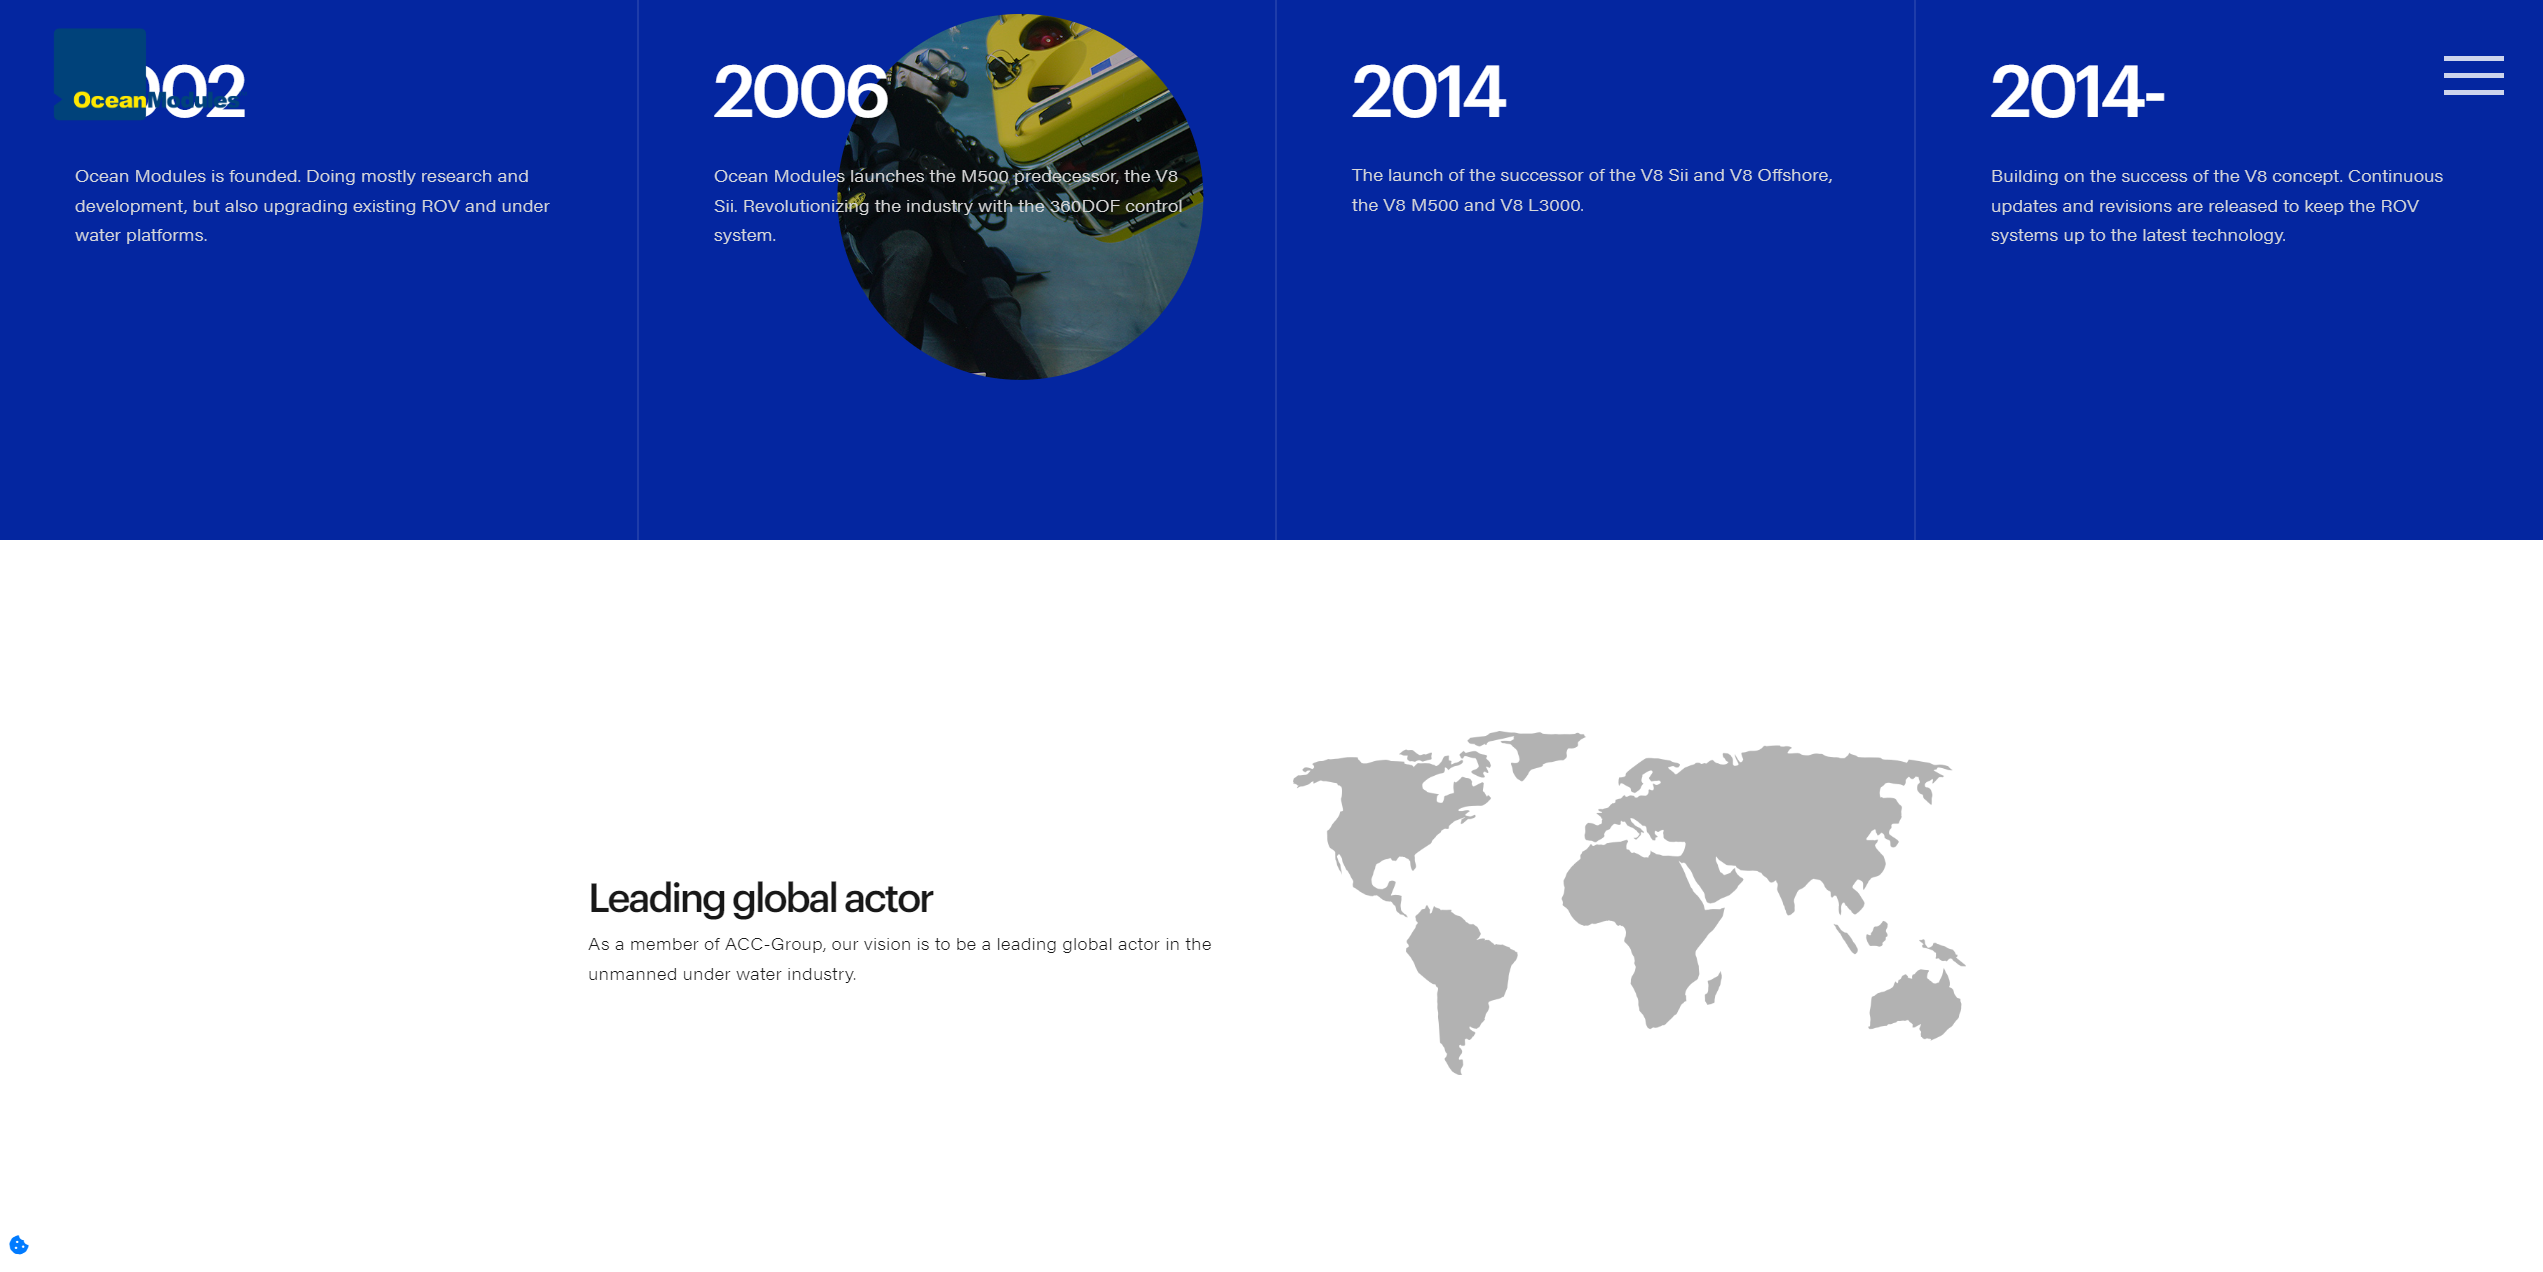 OceanModules
002
Ocean Modules is founded. Doing mostly research and
development, but also upgrading existing ROV and under
water platforms.
2006
Ocean Modules launches the M500 predecessor, the V8
Sii. Revolutionizing the industry with the 360DOF control
system.
2014
The launch of the successor of the V8 Sii and V8 Offshore,
the V8 M500 and V8 L3000.
2014-
Building on the success of the V8 concept. Continuous
updates and revisions are released to keep the ROV
systems up to the latest technology.
Leading global actor
As a member of ACC-Group, our vision is to be a leading global actor in the
unmanned under water industry.